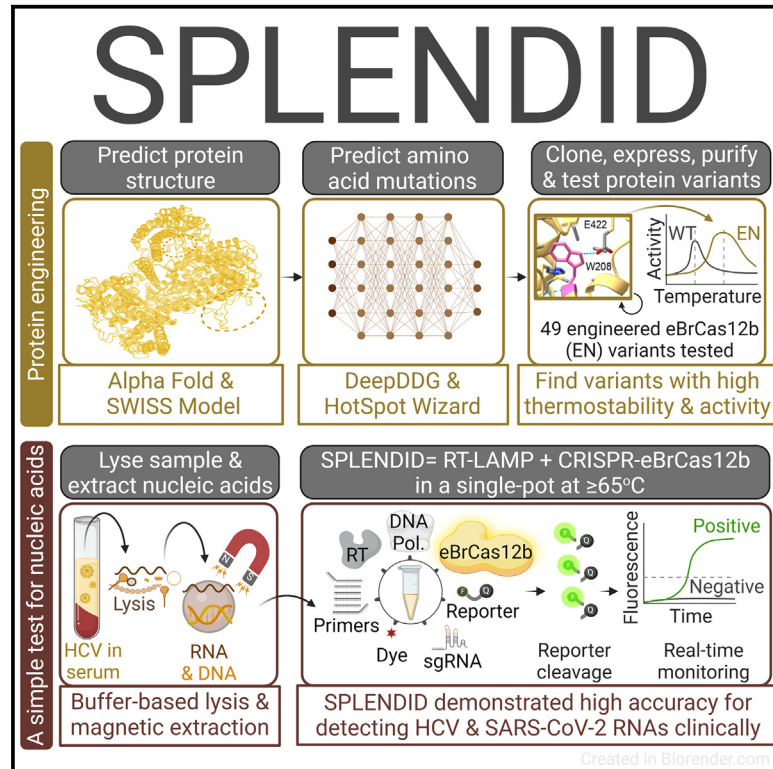 SPLENDID
Protein engineering
Predict protein
structure
Predict amino
acid mutations
Clone, express, purify
& test protein variants
E422
W208
WT
EN
Activity
Temperature
49 engineered eBrCas12b
(EN) variants tested
Alpha Fold &
SWISS Model
DeepDDG &
HotSpot Wizard
Find variants with high
thermostability & activity
A simple test for nucleic acids
Lyse sample &
extract nucleic acids
SPLENDID= RT-LAMP + CRISPR-eBrCas12b
in a single-pot at ≥65°C
Lysis
N
S
HCV in
serum
RNA
& DNA
RT
DNA
Pol.
eBrCas12b
Primers
F
Q
Reporter
Dye
sgRNA
F
Q
F
Q
F
Q
Reporter
cleavage
Fluorescence
Positive
Negative
Time
Real-time
monitoring
Buffer-based lysis &
magnetic extraction
SPLENDID demonstrated high accuracy for
detecting HCV & SARS-CoV-2 RNAs clinically
Created in Biorender.com